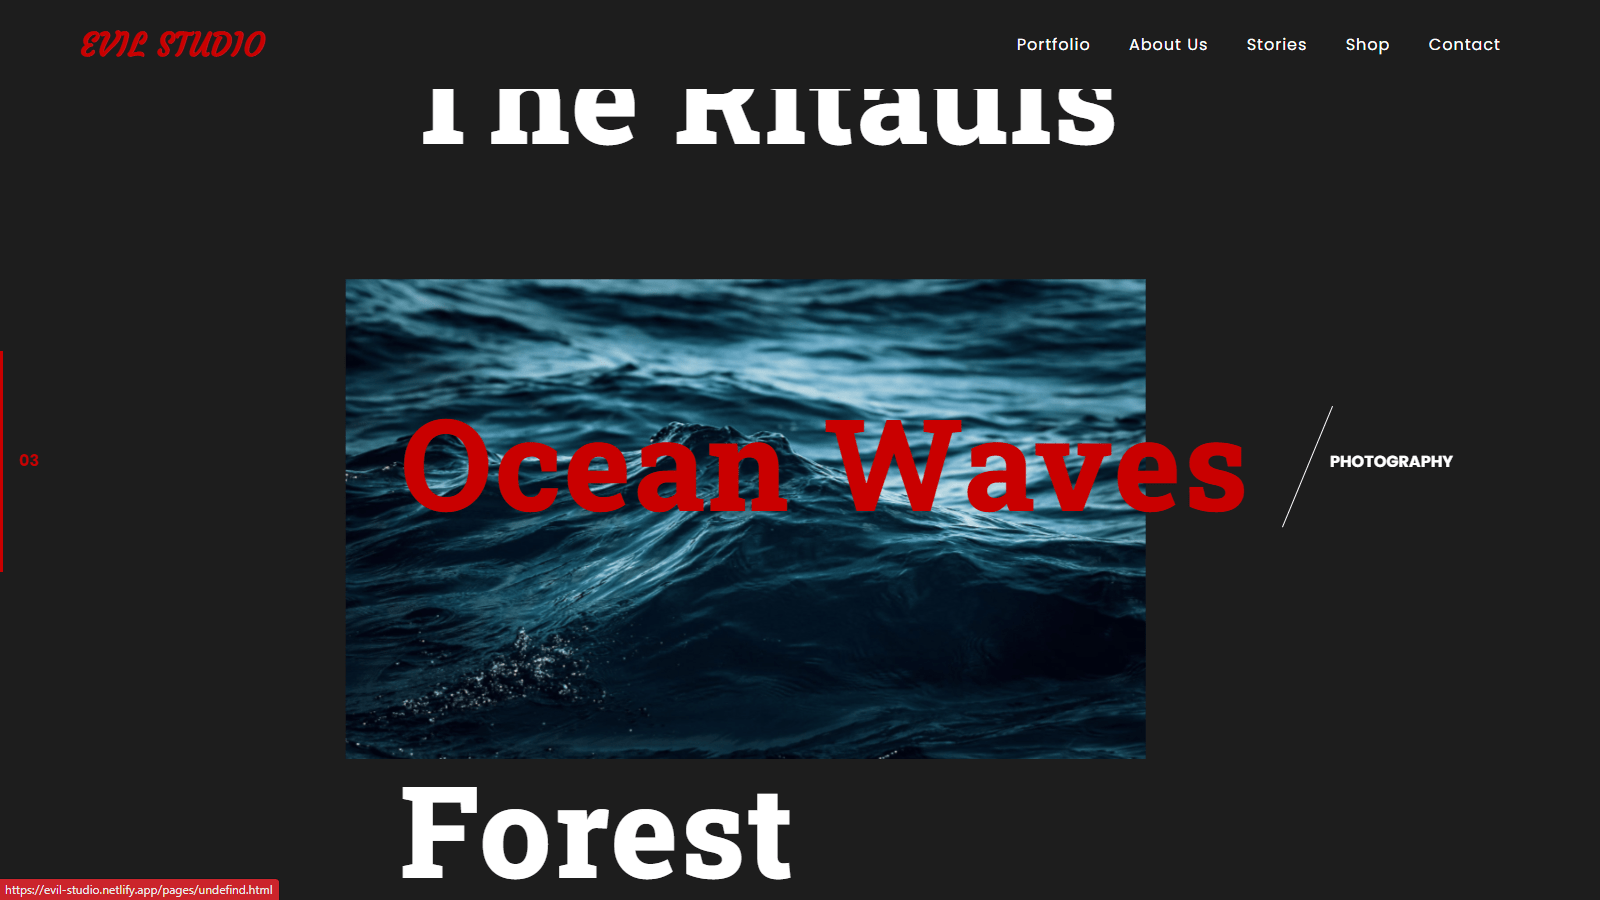 EVIL STUDIO
Portfolio About Us Stories Shop Contact
The Ritauls
Ocean Waves
03
PHOTOGRAPHY
Forest
https://evil-studio.netlify.app/pages/undefind.html